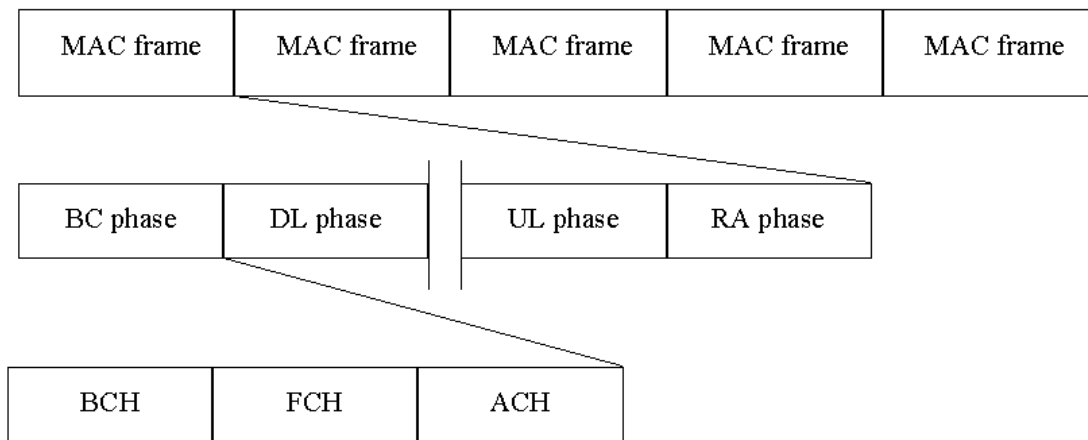 MAC frame MAC frame MAC frame MAC frame MAC frame
BC phase DL phase UL phase RA phase
BCH FCH ACH